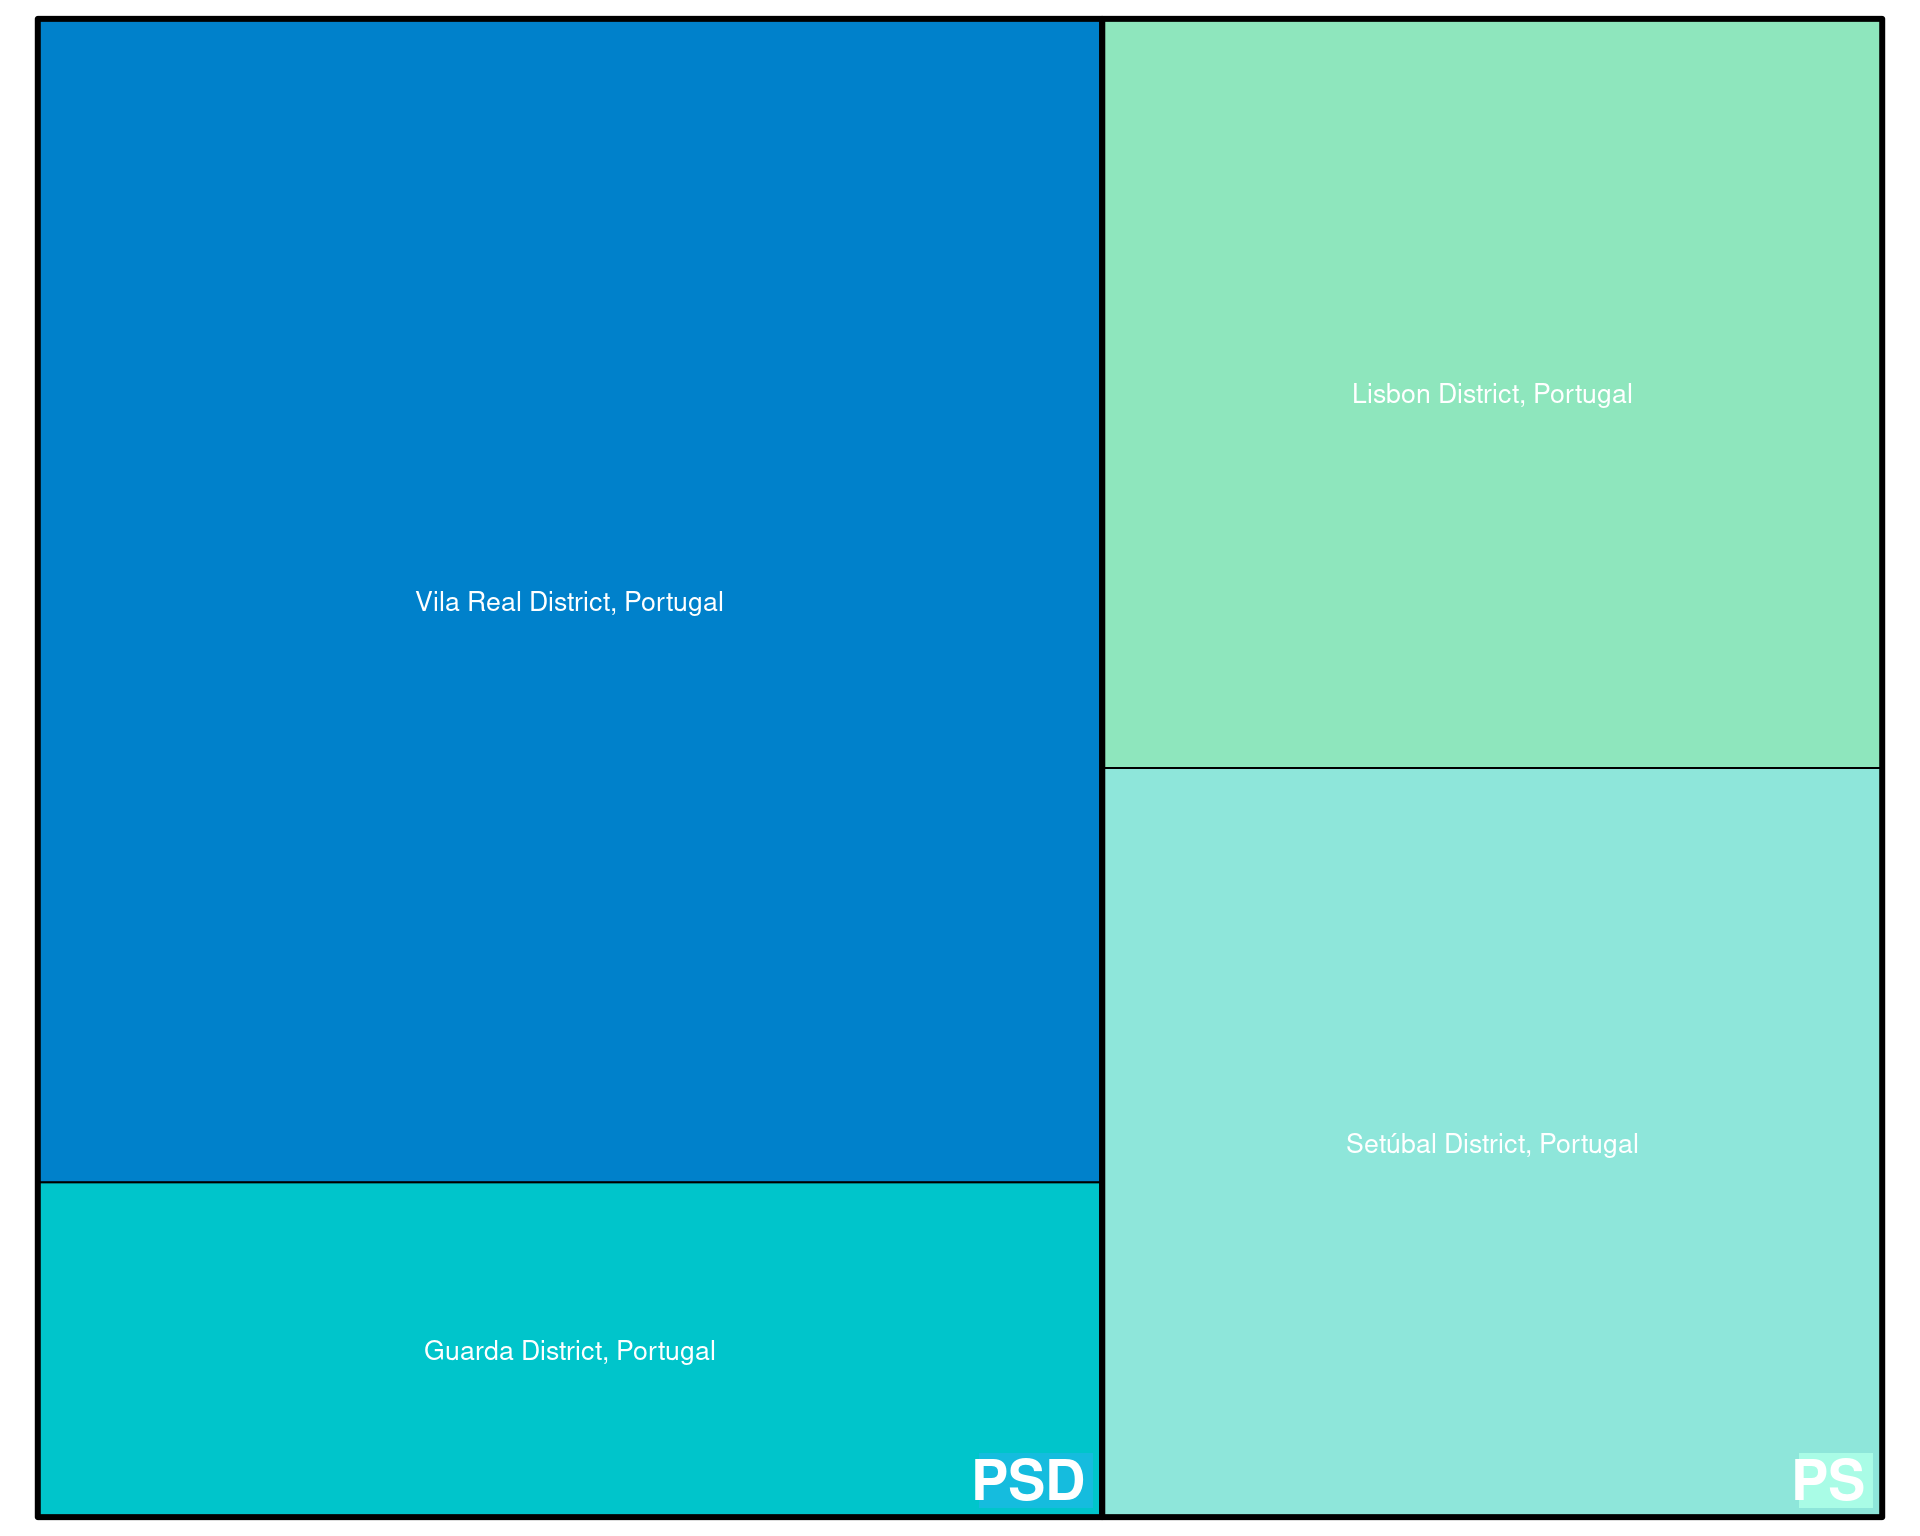 Vila Real District, Portugal
Guarda District, Portugal
PSD
Lisbon District, Portugal
Setúbal District, Portugal
PS